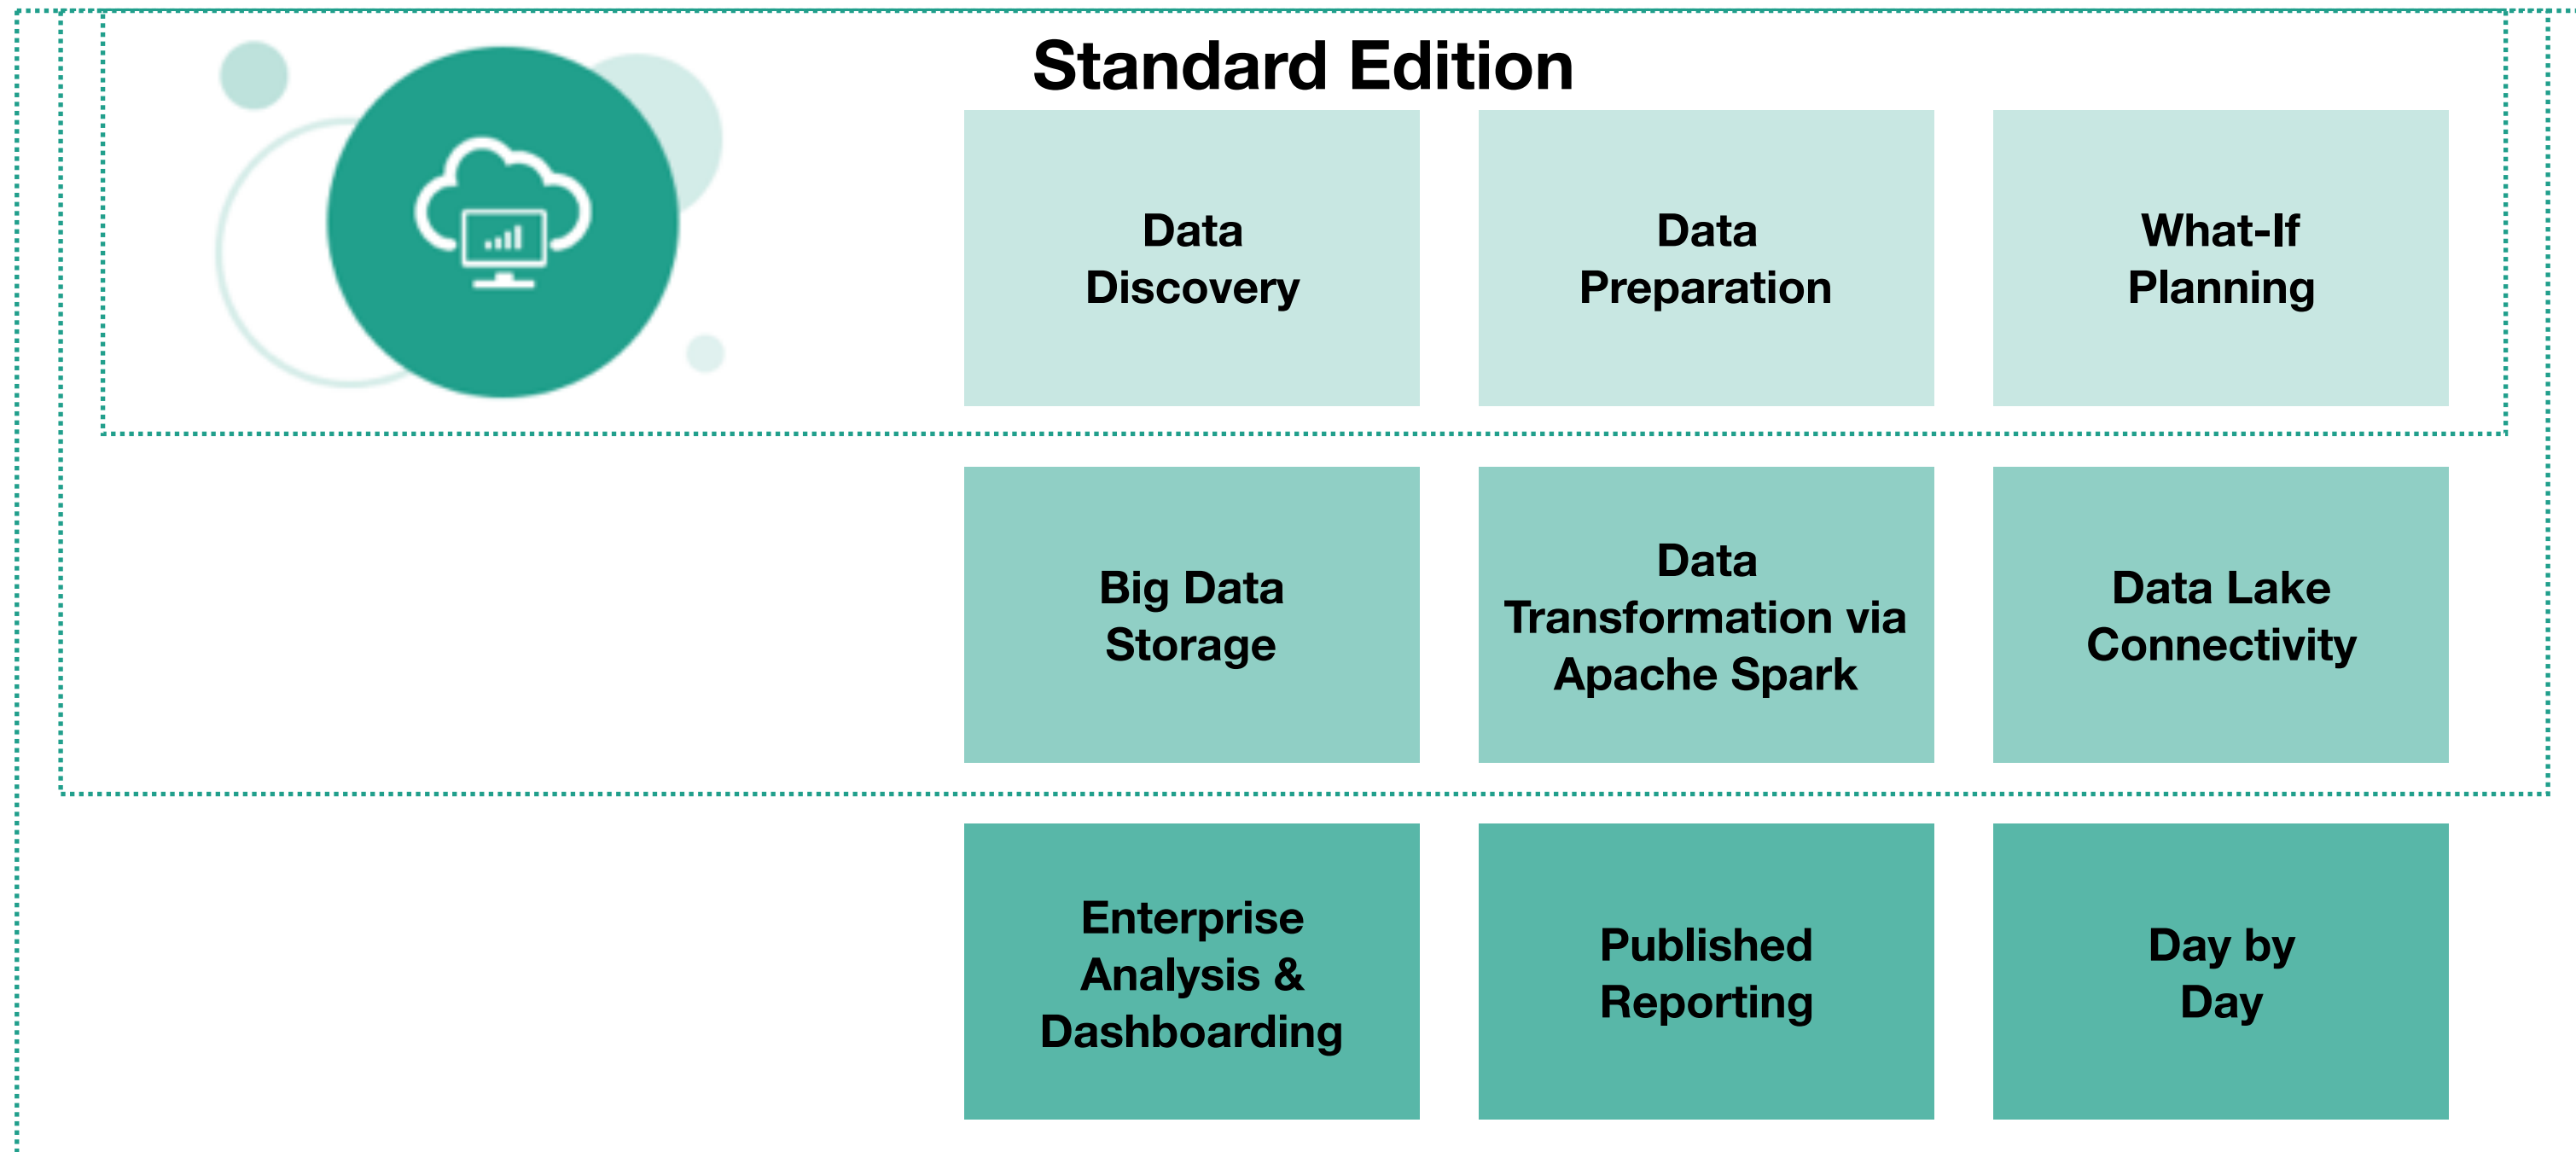 Standard Edition
Data
Discovery
Data
Preparation
What-If
Planning
Big Data
Storage
Data
Transformation via
Apache Spark
Data Lake
Connectivity
Enterprise
Analysis &
Dashboarding
Published
Reporting
Day by
Day